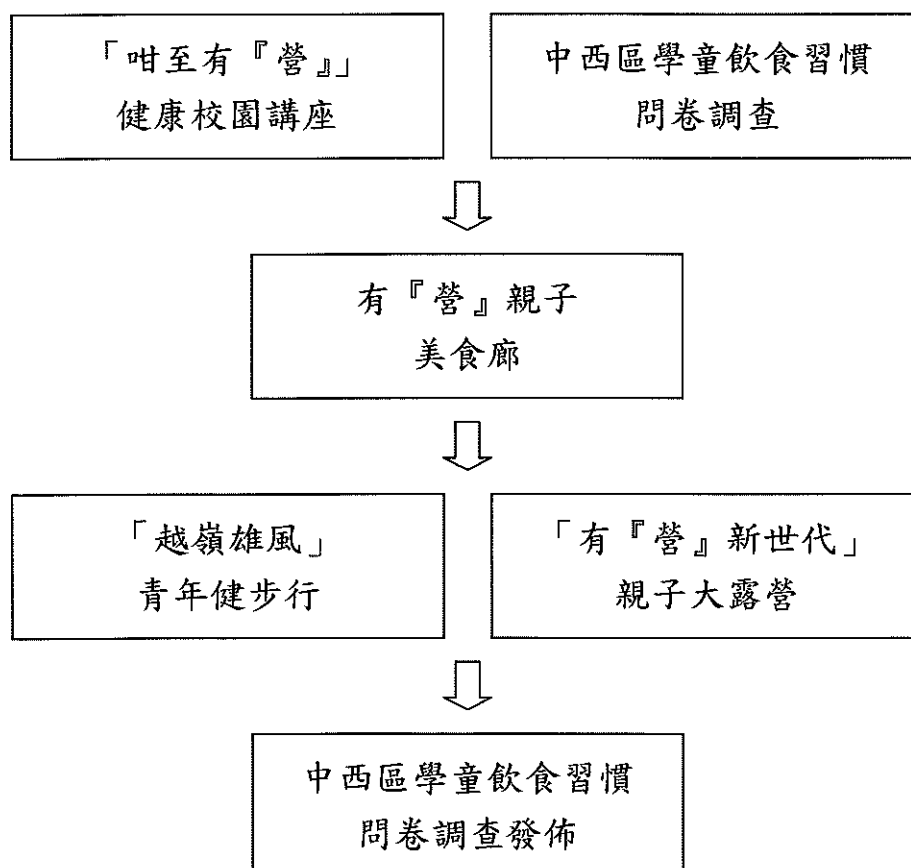 「咁至有『營』」
健康校園講座
中西區學童飲食習慣
問卷調查
有『營』親子
美食廊
「越嶺雄風」
青年健步行
「有『營』新世代」
親子大露營
中西區學童飲食習慣
問卷調查發佈